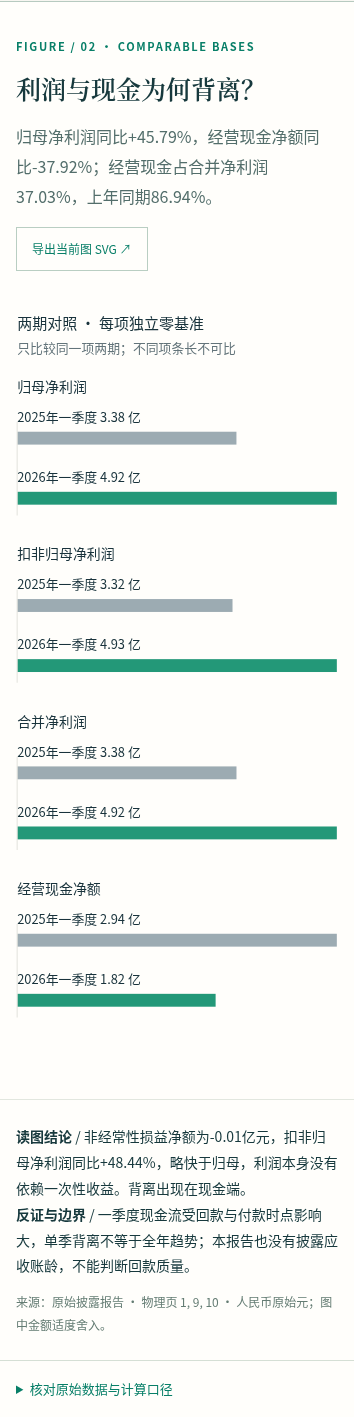 FIGURE / 02 · COMPARABLE BASES
利润与现金为何背离？
归母净利润同比+45.79%，经营现金净额同
比-37.92%；经营现金占合并净利润
37.03%，上年同期86.94%。
导出当前图 SVG ↗
两期对照 · 每项独立零基准
只比较同一项两期；不同项条长不可比
归母净利润
2025年一季度 3.38 亿
2026年一季度 4.92 亿
扣非归母净利润
2025年一季度 3.32 亿
2026年一季度 4.93 亿
合并净利润
2025年一季度 3.38 亿
2026年一季度 4.92 亿
经营现金净额
2025年一季度 2.94 亿
2026年一季度 1.82 亿
读图结论 / 非经常性损益净额为-0.01亿元，扣非归
母净利润同比+48.44%，略快于归母，利润本身没有
依赖一次性收益。背离出现在现金端。
反证与边界 / 一季度现金流受回款与付款时点影响
大，单季背离不等于全年趋势；本报告也没有披露应
收账龄，不能判断回款质量。
来源：原始披露报告 · 物理页 1, 9, 10 · 人民币原始元；图
中金额适度舍入。
▶ 核对原始数据与计算口径